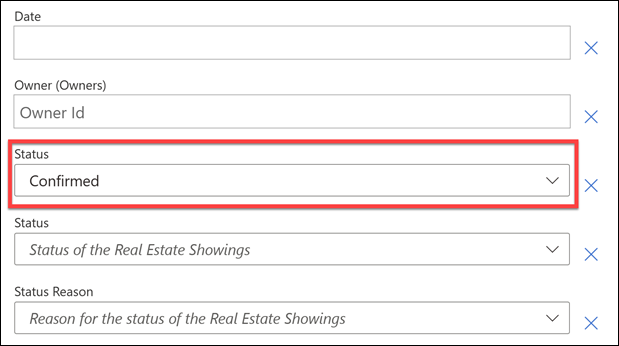 Date
Owner (Owners)
Owner Id
Status
Confirmed
Status
Status of the Real Estate Showings
Status Reason
Reason for the status of the Real Estate Showings